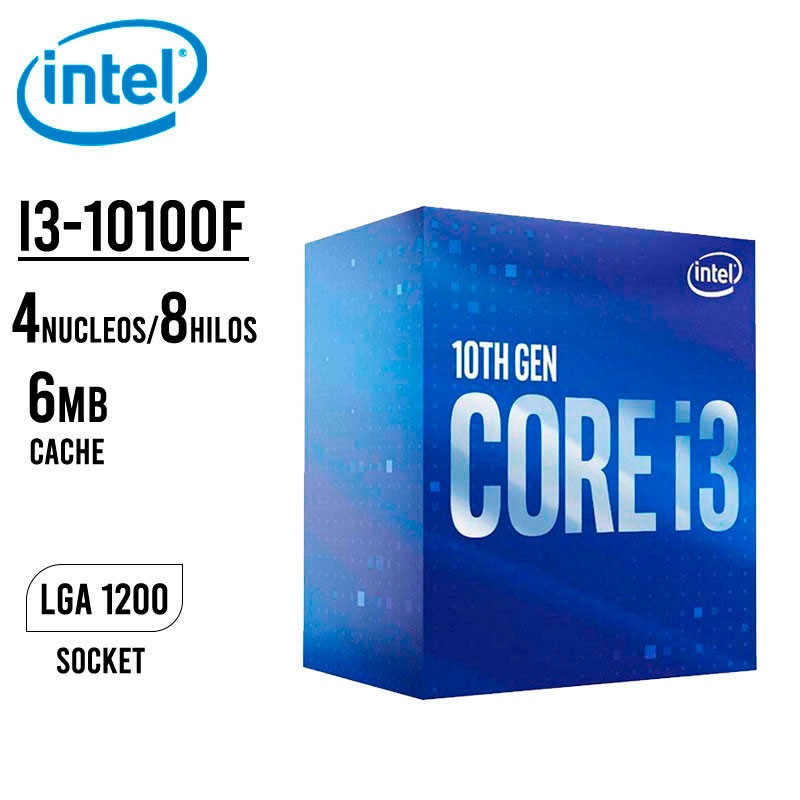 intel®
I3-10100F
4NUCLEOS/8HILOS
6MB
CACHE
LGA 1200
SOCKET
intel
10TH GEN
CORE i3